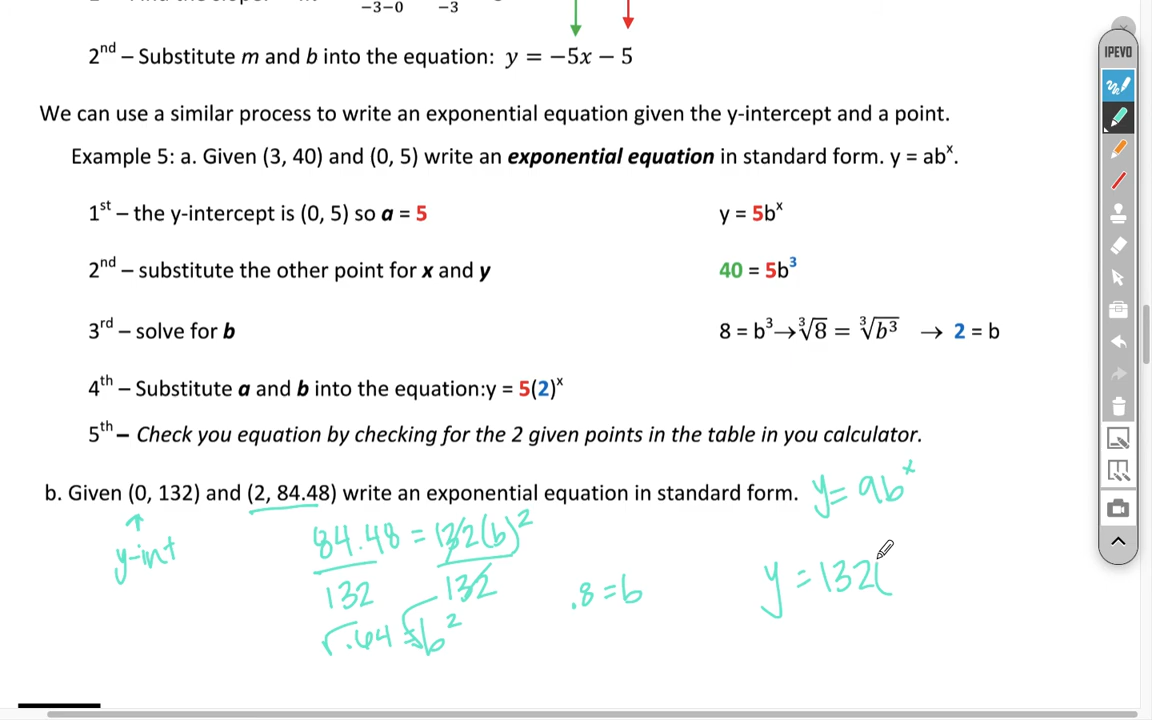 −3−0 −3
2nd – Substitute m and b into the equation: y = −5x − 5
We can use a similar process to write an exponential equation given the y-intercept and a point.
Example 5: a. Given (3, 40) and (0, 5) write an exponential equation in standard form. y = abˣ.
1st – the y-intercept is (0, 5) so a = 5 y = 5bˣ
2nd – substitute the other point for x and y 40 = 5b³
3rd – solve for b 8 = b³→∛8 = ∛b³ → 2 = b
4th – Substitute a and b into the equation:y = 5(2)ˣ
5th – Check you equation by checking for the 2 given points in the table in you calculator.
b. Given (0, 132) and (2, 84.48) write an exponential equation in standard form. y = abˣ
↑
y-int
84.48 = 132(b)²
132 132
√.64 = √b²
.8 = b
y = 132(
IPEVO